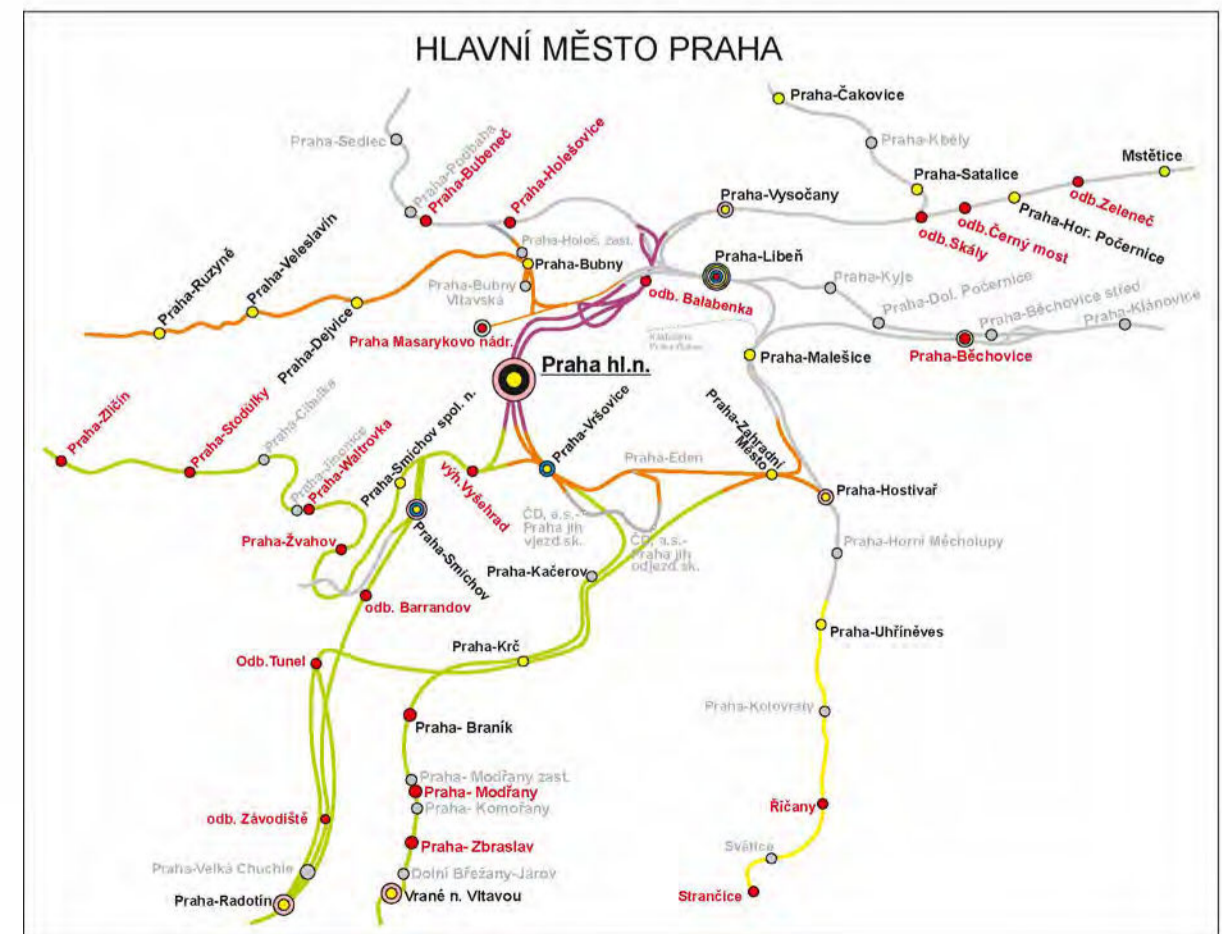 HLAVNÍ MĚSTO PRAHA
Praha-Čakovice
Praha-Sedlec
Praha-Kbely
Praha-Podbaba
Praha-Bubeneč
Praha-Holešovice
Mstětice
Praha-Satalice
Praha-Vysočany
odb.Zeleneč
odb.Skály
odb.Černý most
Praha-Hor. Počernice
Praha-Ruzyně
Praha-Veleslavín
Praha-Dejvice
Praha-Holeš. zast.
Praha-Bubny
Praha-Bubny
Vltavská
Praha-Libeň
Praha-Kyje
odb. Balabenka
Praha-Dol. Počernice
Praha-Běchovice střed
Praha-Klánovice
Praha Masarykovo nádr.
Praha-Malešice
Praha-Běchovice
Praha hl.n.
Praha-Zličín
Praha-Stodůlky
Praha-Cibulka
Praha-Jinonice
Praha-Waltrovka
Praha-Smíchov spol. n.
Praha-Vršovice
Praha-Zahradní
Město
Praha-Eden
výh.Vyšehrad
Praha-Hostivař
ČD, a.s.-
Praha jih
vjezd.sk.
ČD, a.s.-
Praha jih
odjezd.sk.
Praha-Žvahov
Praha-Smíchov
Praha-Horní Měcholupy
Praha-Kačerov
odb. Barrandov
Praha-Uhříněves
Praha-Krč
Odb.Tunel
Praha-Kolovraty
Praha- Braník
Praha- Modřany zast.
Praha- Modřany
Praha- Komořany
Říčany
odb. Závodiště
Praha- Zbraslav
Světice
Praha-Velká Chuchle
Dolní Břežany-Jarov
Praha-Radotín
Vrané n. Vltavou
Strančice